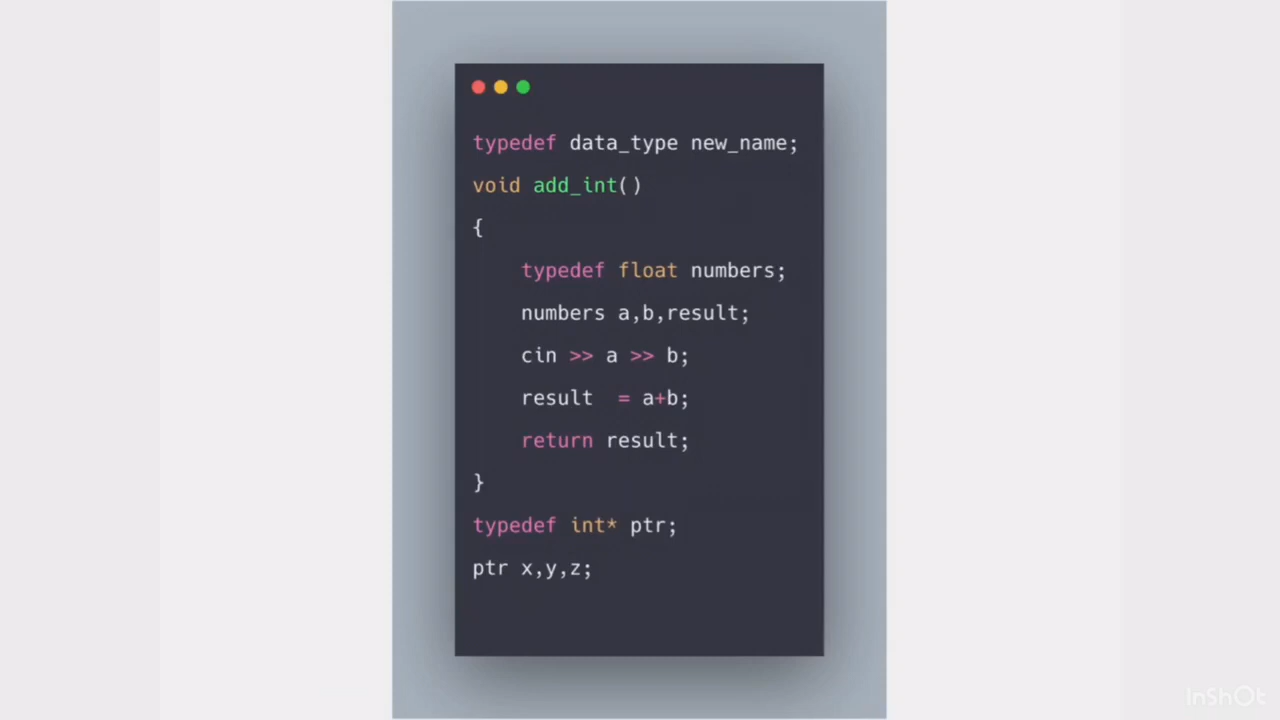 typedef data_type new_name;
void add_int()
{
    typedef float numbers;
    numbers a,b,result;
    cin >> a >> b;
    result  = a+b;
    return result;
}
typedef int* ptr;
ptr x,y,z;
InShOt